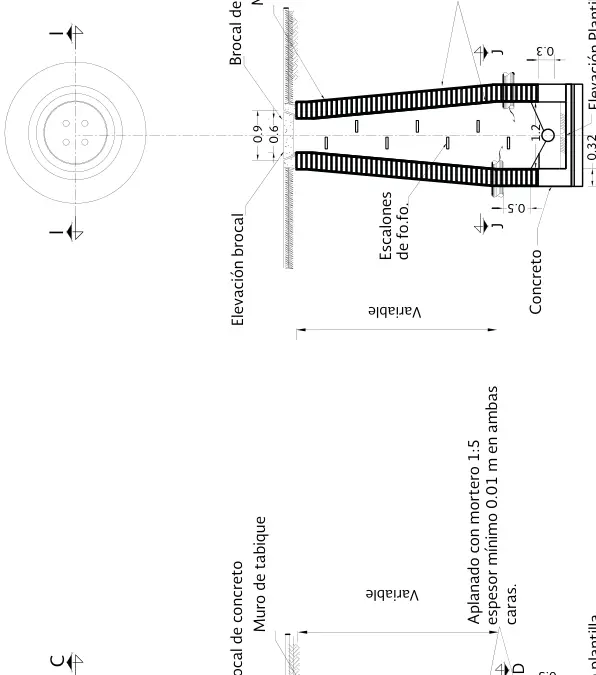 I
I
Brocal de
0.9
0.6
1.2
0.3
0.5
0.32
J
J
Elevación brocal
Escalones
de fo.fo.
Concreto
Elevación Plantil
Variable
Variable
Aplanado con mortero 1:5
espesor mínimo 0.01 m en ambas
caras.
ocal de concreto
Muro de tabique
C
D
plantilla